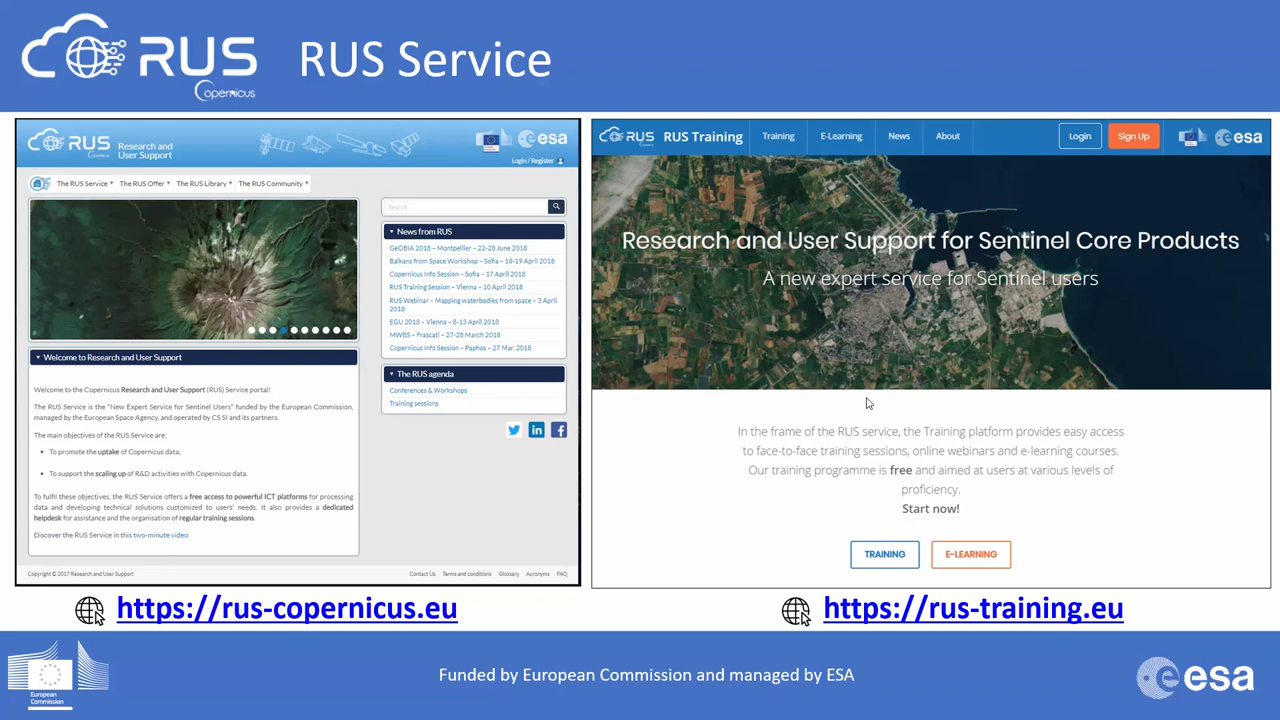 RUS
Copernicus
RUS Service
RUS
Copernicus
Research and
User Support
esa
Login / Register
The RUS Service
The RUS Offer
The RUS Library
The RUS Community
Search
News from RUS
GeOBIA 2018 – Montpellier – 22-28 June 2018
Balkans from Space Workshop – Sofia – 18-19 April 2018
Copernicus Info Session – Sofia – 17 April 2018
RUS Training Session – Vienna – 10 April 2018
RUS Webinar – Mapping waterbodies from space – 3 April
2018
EGU 2018 – Vienna – 8-13 April 2018
MWBS – Frascati – 27-28 March 2018
Copernicus Info Session – Paphos – 27 Mar. 2018
The RUS agenda
Conferences & Workshops
Training sessions
Welcome to Research and User Support
Welcome to the Copernicus Research and User Support (RUS) Service portal!
The RUS Service is the "New Expert Service for Sentinel Users" funded by the European Commission,
managed by the European Space Agency, and operated by CS SI and its partners.
The main objectives of the RUS Service are:
• To promote the uptake of Copernicus data;
• To support the scaling up of R&D activities with Copernicus data.
To fulfil these objectives, the RUS Service offers a free access to powerful ICT platforms for processing
data and developing technical solutions customized to users' needs. It also provides a dedicated
helpdesk for assistance and the organisation of regular training sessions.
Discover the RUS Service in this two-minute video.
Copyright © 2017 Research and User Support
Contact Us
Terms and conditions
Glossary
Acronyms
FAQ
https://rus-copernicus.eu
RUS
RUS Training
Training
E-Learning
News
About
Login
Sign Up
esa
Research and User Support for Sentinel Core Products
A new expert service for Sentinel users
In the frame of the RUS service, the Training platform provides easy access
to face-to-face training sessions, online webinars and e-learning courses.
Our training programme is free and aimed at users at various levels of
proficiency.
Start now!
TRAINING
E-LEARNING
https://rus-training.eu
European
Commission
Funded by European Commission and managed by ESA
esa